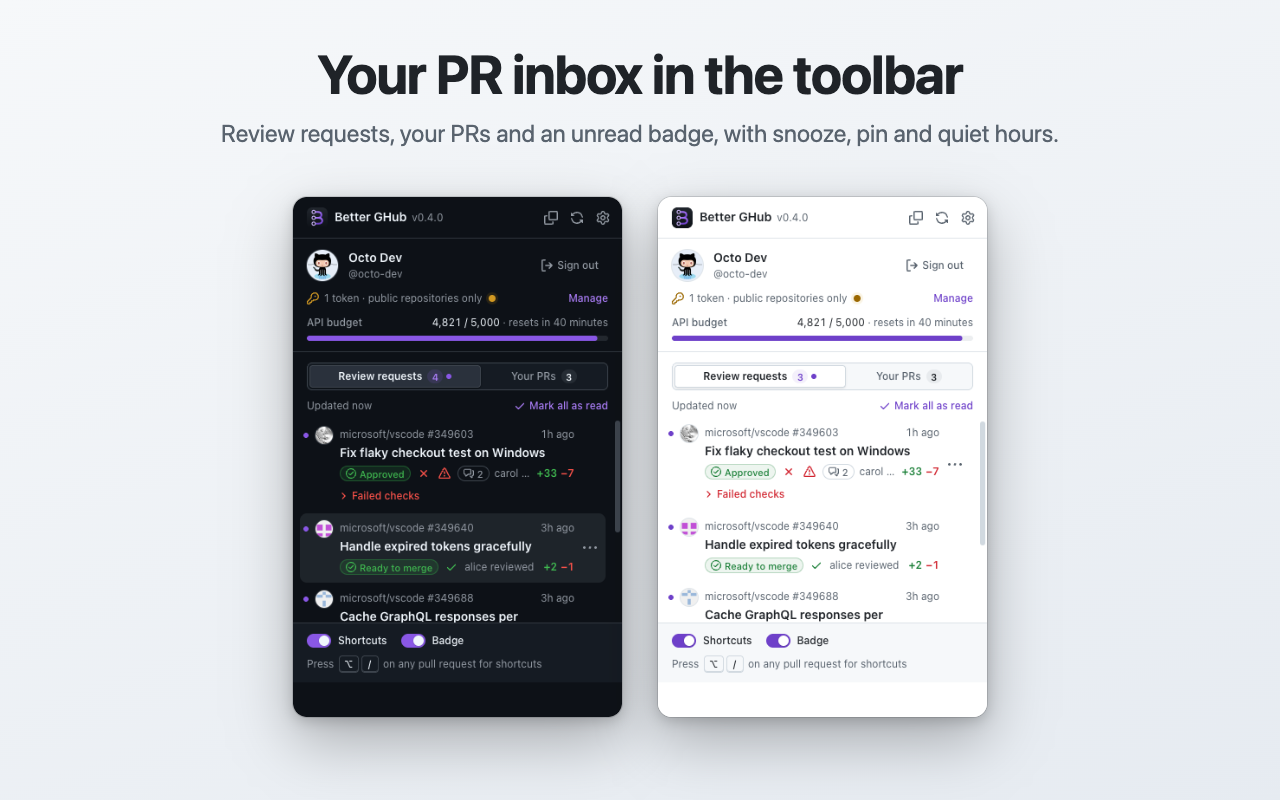 Your PR inbox in the toolbar
Review requests, your PRs and an unread badge, with snooze, pin and quiet hours.
Better GHub v0.4.0
Octo Dev
@octo-dev
Sign out
1 token · public repositories only
Manage
API budget
4,821 / 5,000 · resets in 40 minutes
Review requests 4
Your PRs 3
Updated now
Mark all as read
microsoft/vscode #349603
1h ago
Fix flaky checkout test on Windows
Approved
2
carol ...
+33 −7
Failed checks
microsoft/vscode #349640
3h ago
Handle expired tokens gracefully
Ready to merge
alice reviewed
+2 −1
microsoft/vscode #349688
3h ago
Cache GraphQL responses per
Shortcuts
Badge
Press ⌥ / on any pull request for shortcuts
Better GHub v0.4.0
Octo Dev
@octo-dev
Sign out
1 token · public repositories only
Manage
API budget
4,821 / 5,000 · resets in 40 minutes
Review requests 3
Your PRs 3
Updated now
Mark all as read
microsoft/vscode #349603
1h ago
Fix flaky checkout test on Windows
Approved
2
carol ...
+33 −7
Failed checks
microsoft/vscode #349640
3h ago
Handle expired tokens gracefully
Ready to merge
alice reviewed
+2 −1
microsoft/vscode #349688
3h ago
Cache GraphQL responses per
Shortcuts
Badge
Press ⌥ / on any pull request for shortcuts